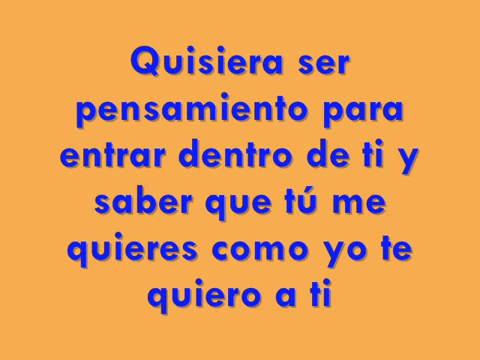 Quisiera ser
pensamiento para
entrar dentro de ti y
saber que tú me
quieres como yo te
quiero a ti